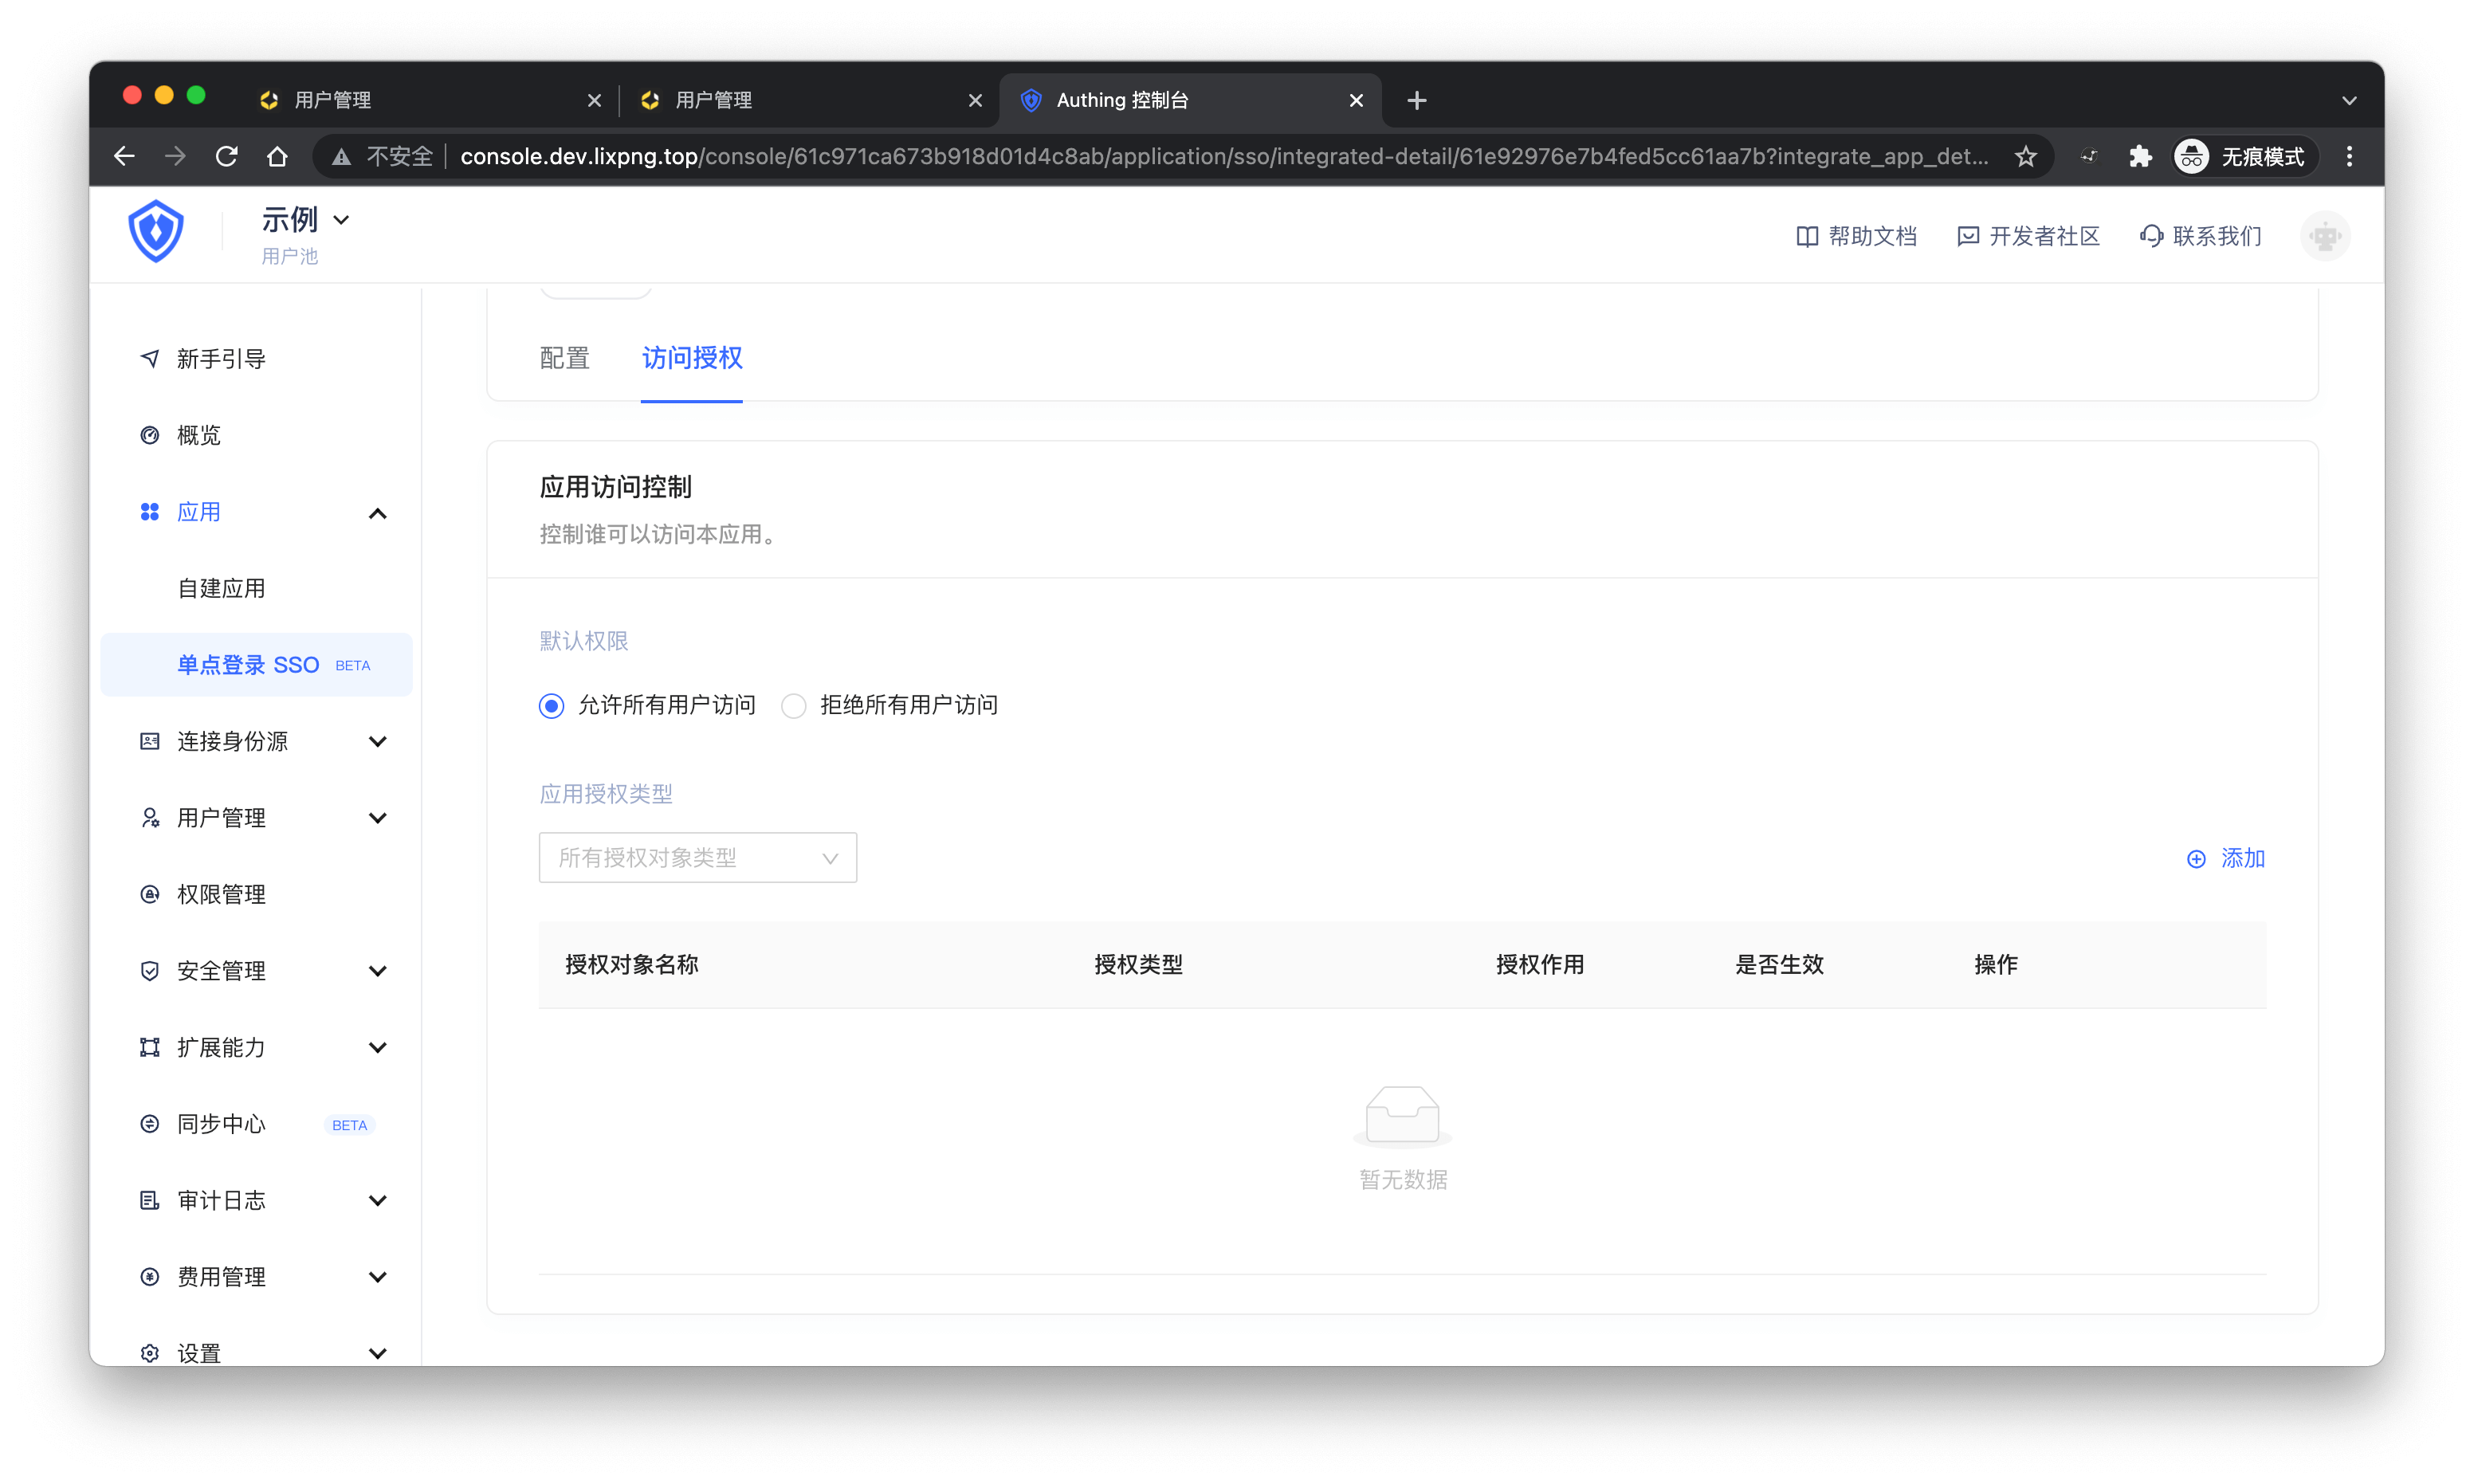 用户管理
用户管理
Authing 控制台
不安全
console.dev.lixpng.top/console/61c971ca673b918d01d4c8ab/application/sso/integrated-detail/61e92976e7b4fed5cc61aa7b?integrate_app_det...
无痕模式
示例
用户池
帮助文档
开发者社区
联系我们
新手引导
概览
应用
自建应用
单点登录 SSO BETA
连接身份源
用户管理
权限管理
安全管理
扩展能力
同步中心 BETA
审计日志
费用管理
设置
配置
访问授权
应用访问控制
控制谁可以访问本应用。
默认权限
允许所有用户访问
拒绝所有用户访问
应用授权类型
所有授权对象类型
添加
授权对象名称
授权类型
授权作用
是否生效
操作
暂无数据